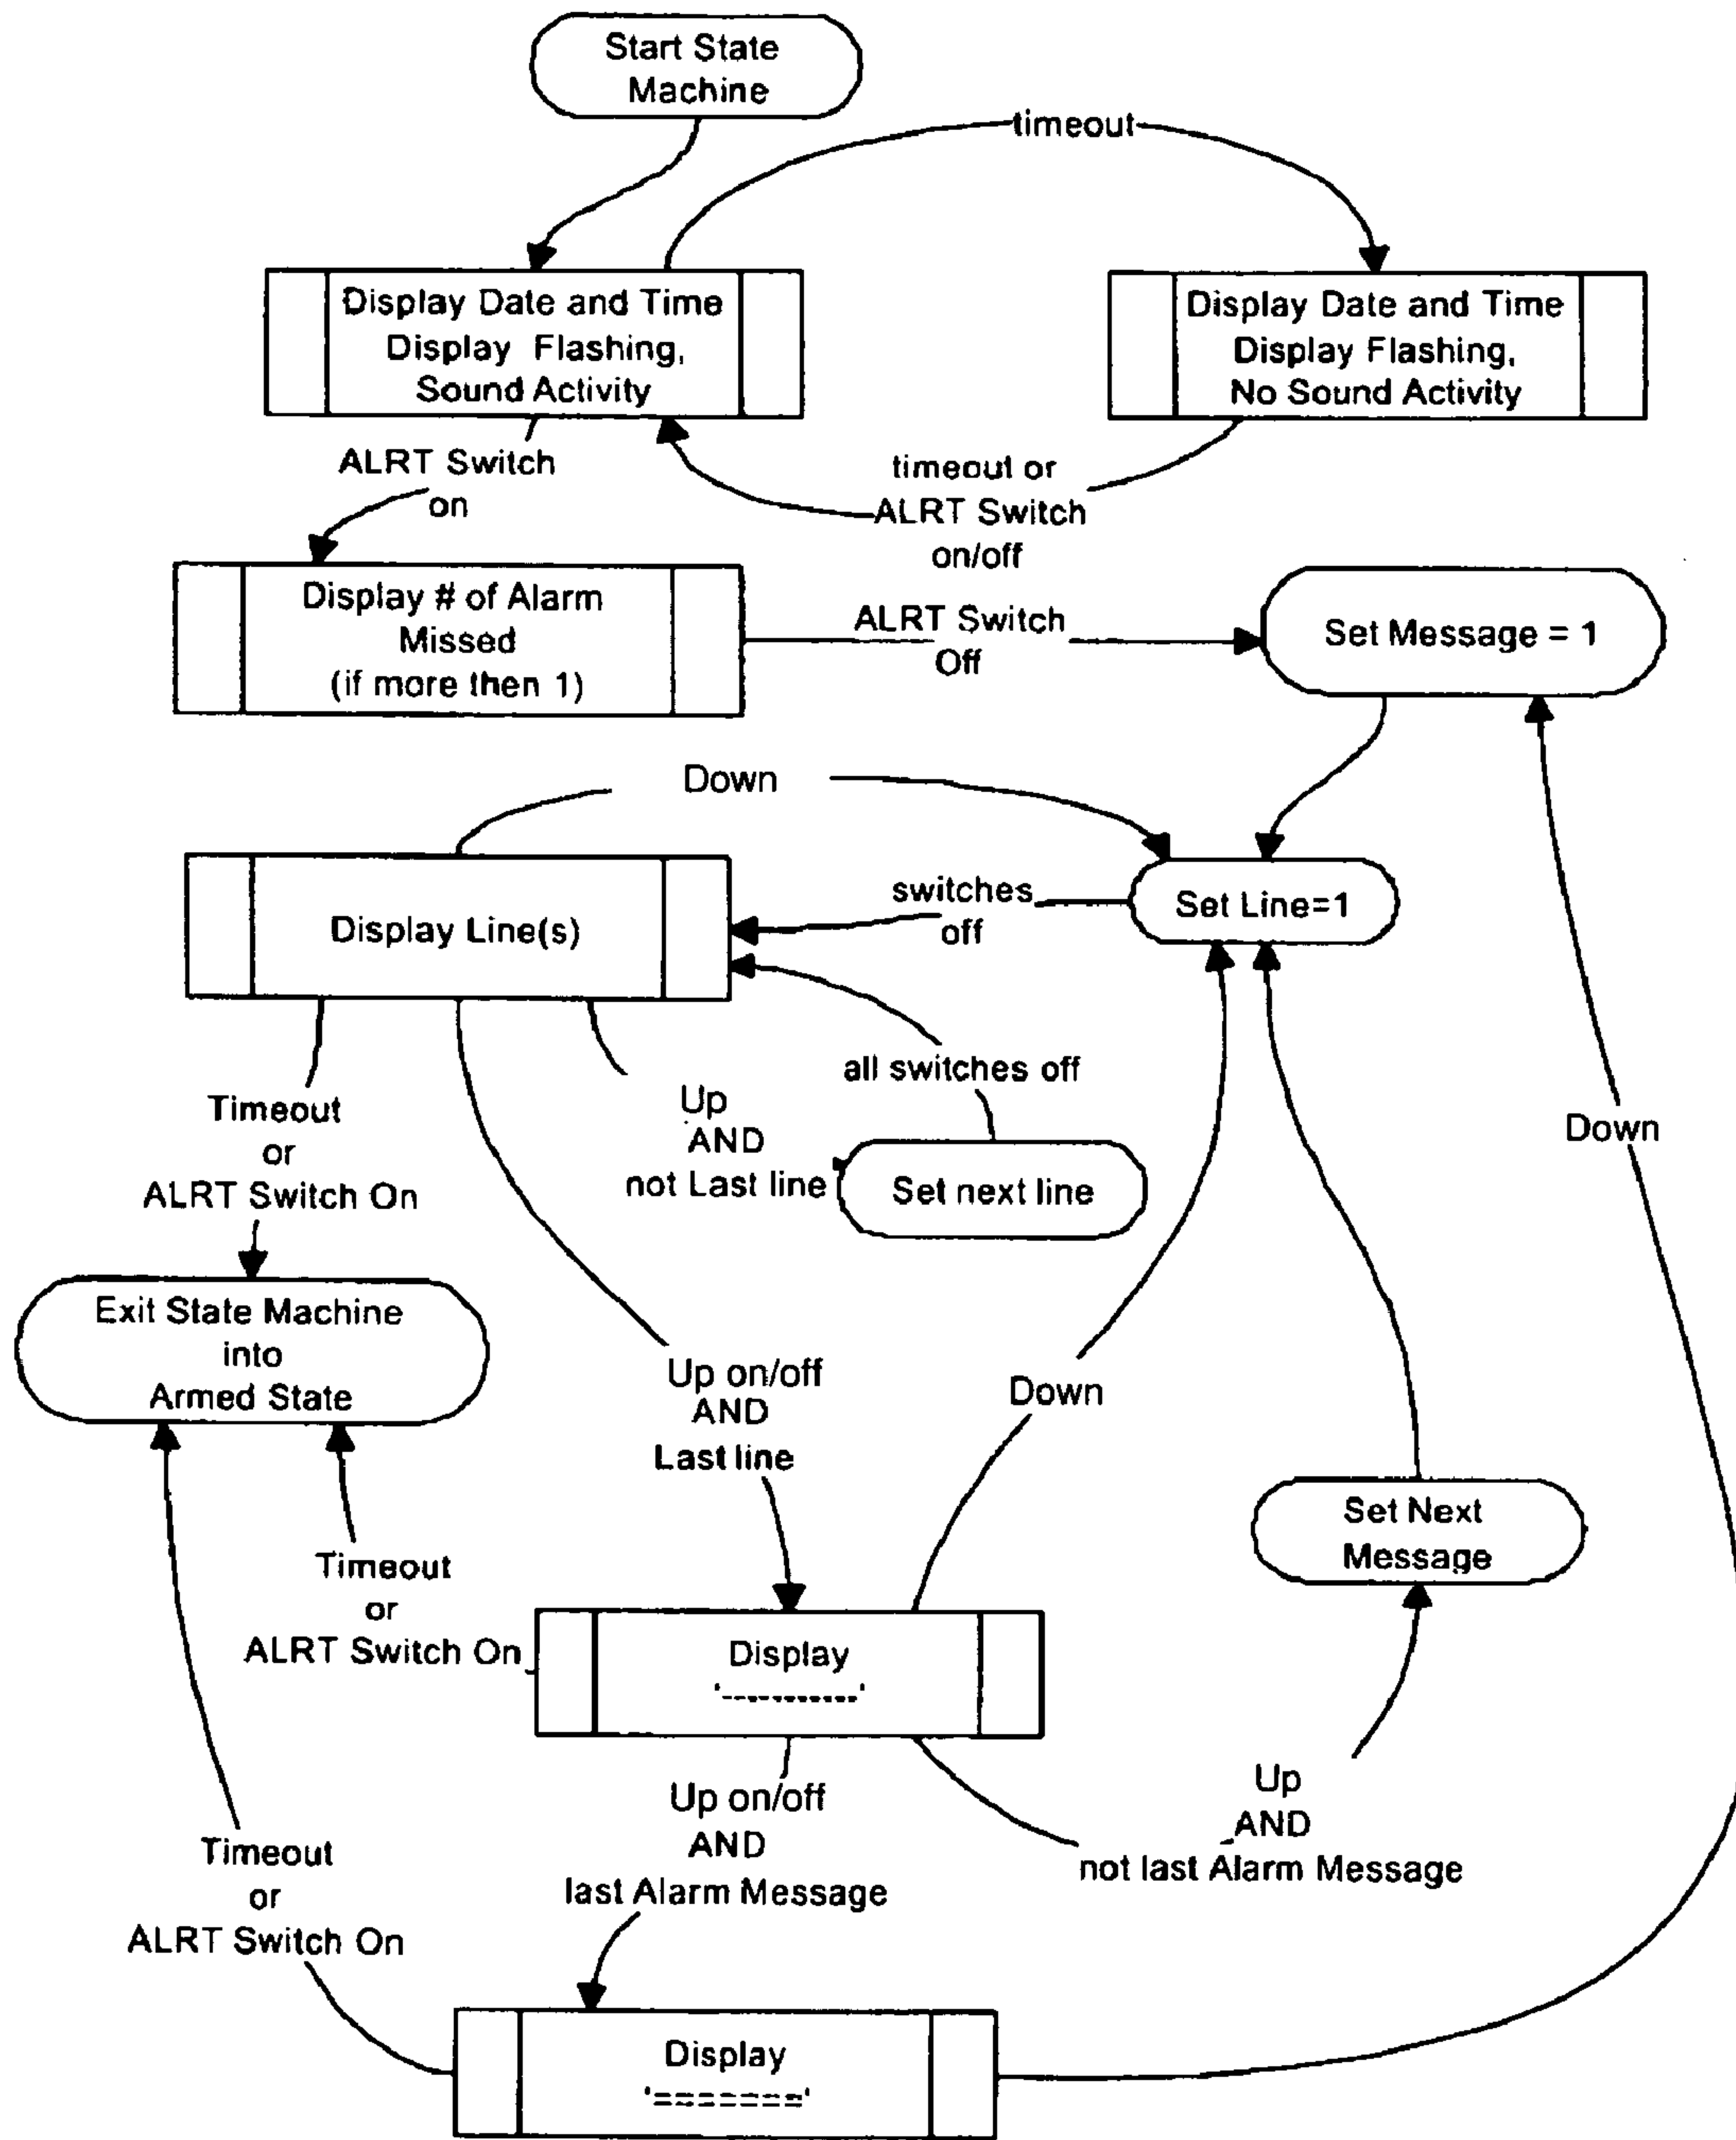 Start State
Machine
timeout
Display Date and Time
Display Flashing,
Sound Activity
Display Date and Time
Display Flashing,
No Sound Activity
ALRT Switch
on
timeout or
ALRT Switch
on/off
Display # of Alarm
Missed
(if more then 1)
ALRT Switch
Off
Set Message = 1
Down
Display Line(s)
switches
off
Set Line=1
all switches off
Up
AND
not Last line
Set next line
Timeout
or
ALRT Switch On
Down
Exit State Machine
into
Armed State
Up on/off
AND
Last line
Down
Set Next
Message
Timeout
or
ALRT Switch On
Display
'----------'
Up on/off
AND
last Alarm Message
Up
AND
not last Alarm Message
Timeout
or
ALRT Switch On
Display
'======='